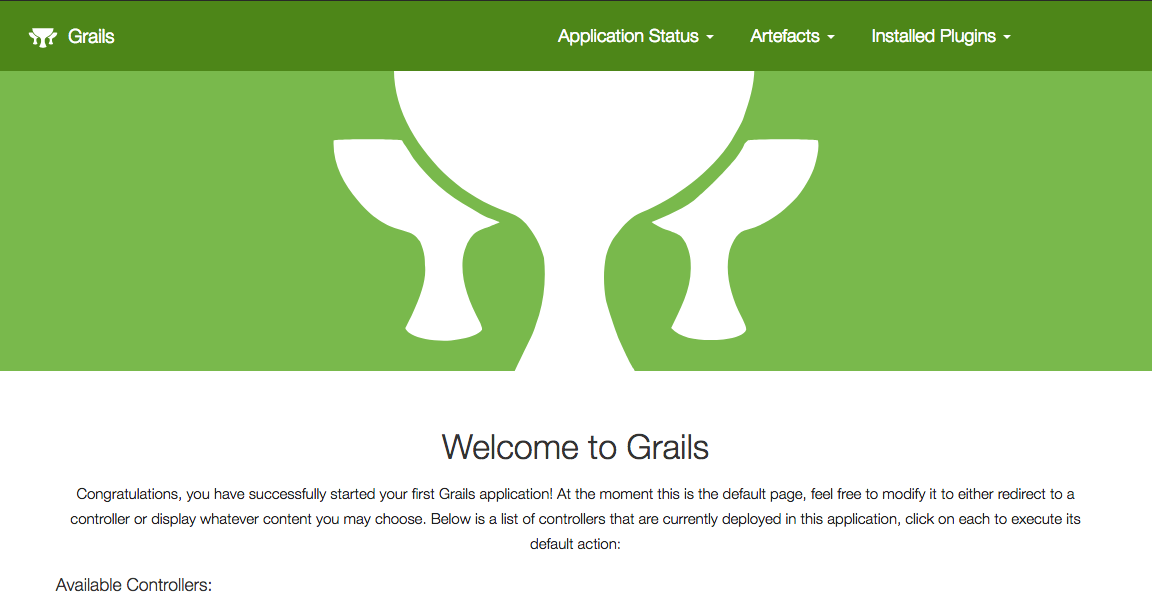 Grails
Application Status
Artefacts
Installed Plugins
Welcome to Grails
Congratulations, you have successfully started your first Grails application! At the moment this is the default page, feel free to modify it to either redirect to a
controller or display whatever content you may choose. Below is a list of controllers that are currently deployed in this application, click on each to execute its
default action:
Available Controllers: